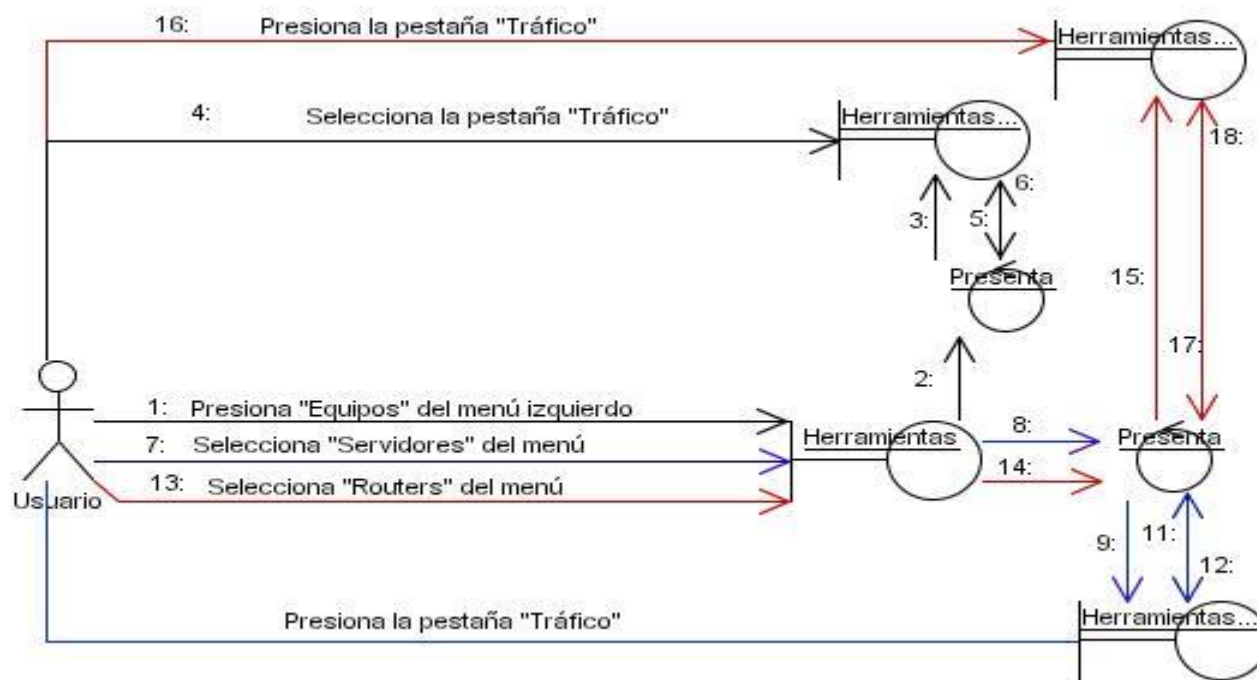 16: Presiona la pestaña "Tráfico"
Herramientas...
4: Selecciona la pestaña "Tráfico"
Herramientas...
18:
6:
3:
5:
Presenta
15:
17:
2:
1: Presiona "Equipos" del menú izquierdo
7: Selecciona "Servidores" del menú
13: Selecciona "Routers" del menú
Usuario
Herramientas
8:
14:
Presenta
9:
11:
12:
Presiona la pestaña "Tráfico"
Herramientas...